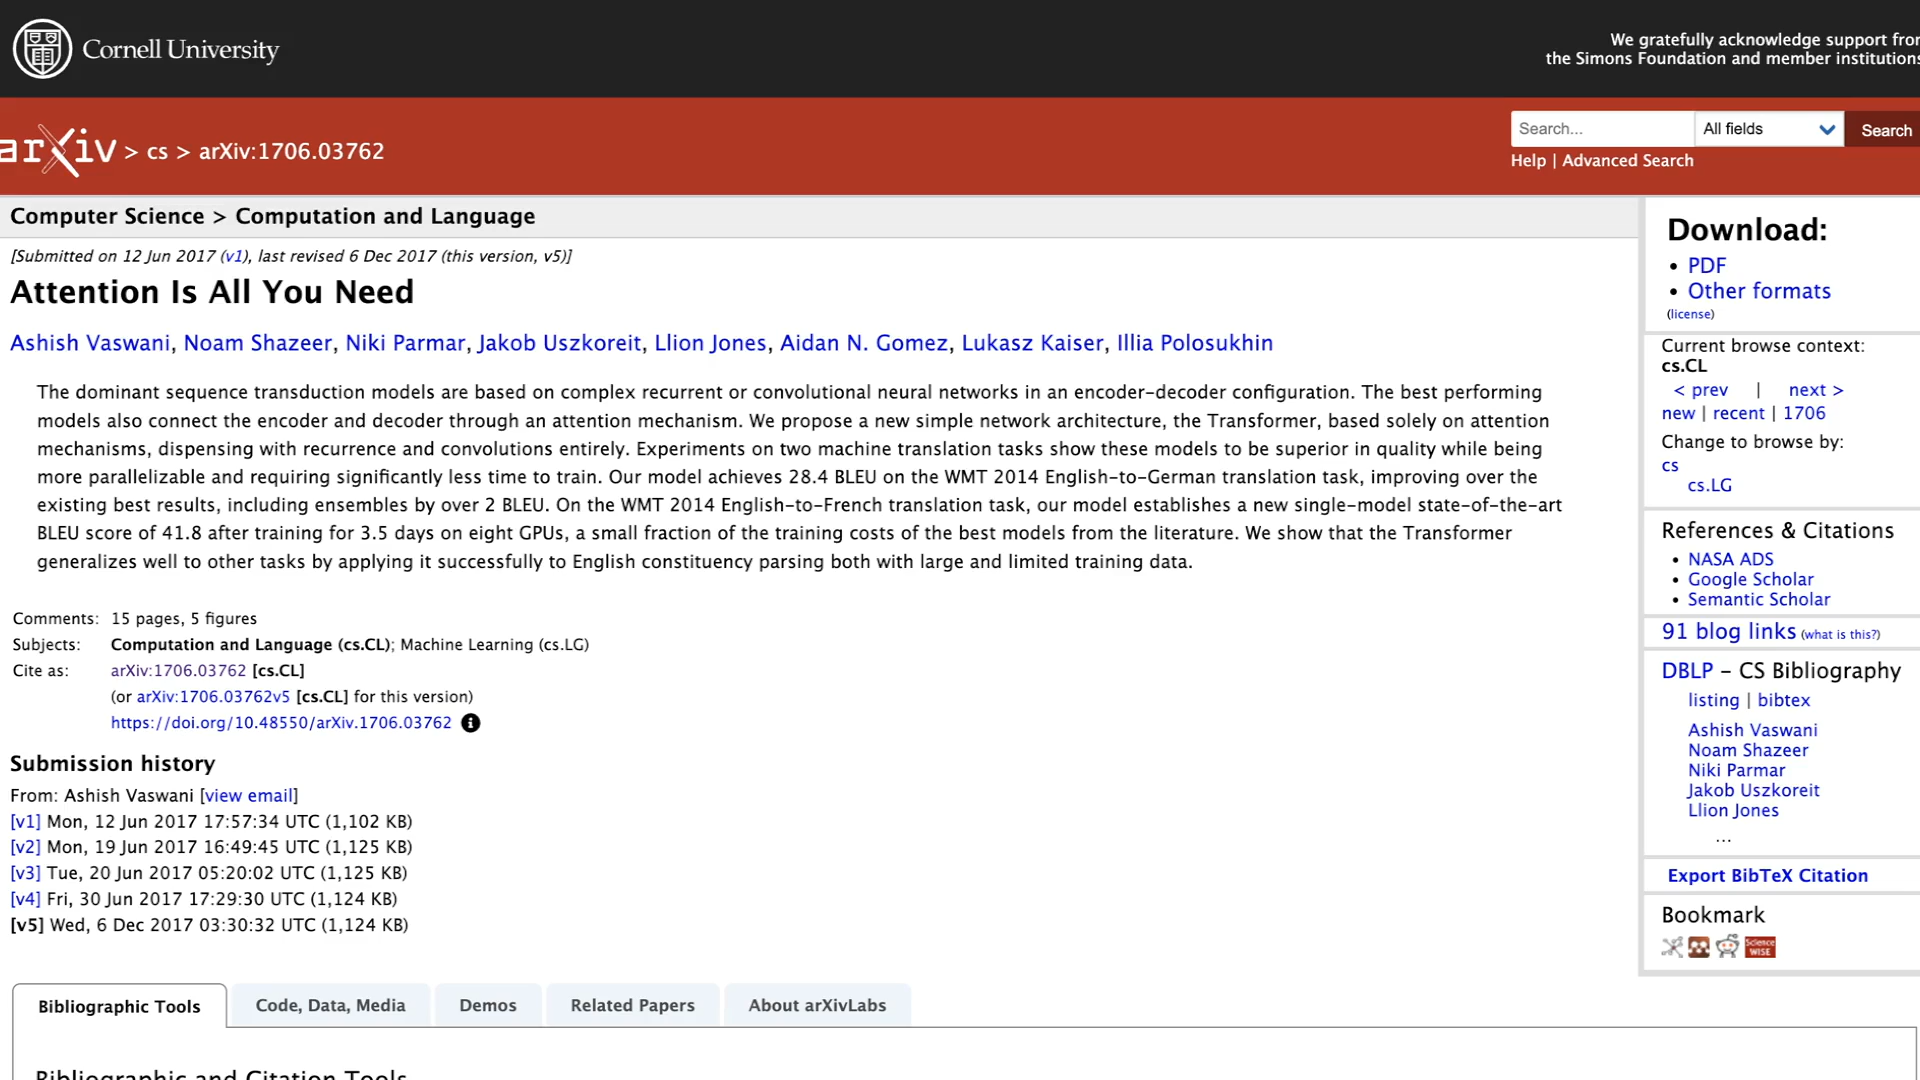 Cornell University
We gratefully acknowledge support from
the Simons Foundation and member institutions
arXiv > cs > arXiv:1706.03762
Search...
All fields
Search
Help | Advanced Search
Computer Science > Computation and Language
[Submitted on 12 Jun 2017 (v1), last revised 6 Dec 2017 (this version, v5)]
Attention Is All You Need
Ashish Vaswani, Noam Shazeer, Niki Parmar, Jakob Uszkoreit, Llion Jones, Aidan N. Gomez, Lukasz Kaiser, Illia Polosukhin
The dominant sequence transduction models are based on complex recurrent or convolutional neural networks in an encoder-decoder configuration. The best performing
models also connect the encoder and decoder through an attention mechanism. We propose a new simple network architecture, the Transformer, based solely on attention
mechanisms, dispensing with recurrence and convolutions entirely. Experiments on two machine translation tasks show these models to be superior in quality while being
more parallelizable and requiring significantly less time to train. Our model achieves 28.4 BLEU on the WMT 2014 English-to-German translation task, improving over the
existing best results, including ensembles by over 2 BLEU. On the WMT 2014 English-to-French translation task, our model establishes a new single-model state-of-the-art
BLEU score of 41.8 after training for 3.5 days on eight GPUs, a small fraction of the training costs of the best models from the literature. We show that the Transformer
generalizes well to other tasks by applying it successfully to English constituency parsing both with large and limited training data.
Comments: 15 pages, 5 figures
Subjects: Computation and Language (cs.CL); Machine Learning (cs.LG)
Cite as: arXiv:1706.03762 [cs.CL]
(or arXiv:1706.03762v5 [cs.CL] for this version)
https://doi.org/10.48550/arXiv.1706.03762
Submission history
From: Ashish Vaswani [view email]
[v1] Mon, 12 Jun 2017 17:57:34 UTC (1,102 KB)
[v2] Mon, 19 Jun 2017 16:49:45 UTC (1,125 KB)
[v3] Tue, 20 Jun 2017 05:20:02 UTC (1,125 KB)
[v4] Fri, 30 Jun 2017 17:29:30 UTC (1,124 KB)
[v5] Wed, 6 Dec 2017 03:30:32 UTC (1,124 KB)
Download:
PDF
Other formats
(license)
Current browse context:
cs.CL
< prev | next >
new | recent | 1706
Change to browse by:
cs
cs.LG
References & Citations
NASA ADS
Google Scholar
Semantic Scholar
91 blog links (what is this?)
DBLP - CS Bibliography
listing | bibtex
Ashish Vaswani
Noam Shazeer
Niki Parmar
Jakob Uszkoreit
Llion Jones
...
Export BibTeX Citation
Bookmark
Science
WISE
Bibliographic Tools
Code, Data, Media
Demos
Related Papers
About arXivLabs
Bibliographic and Citation Tools